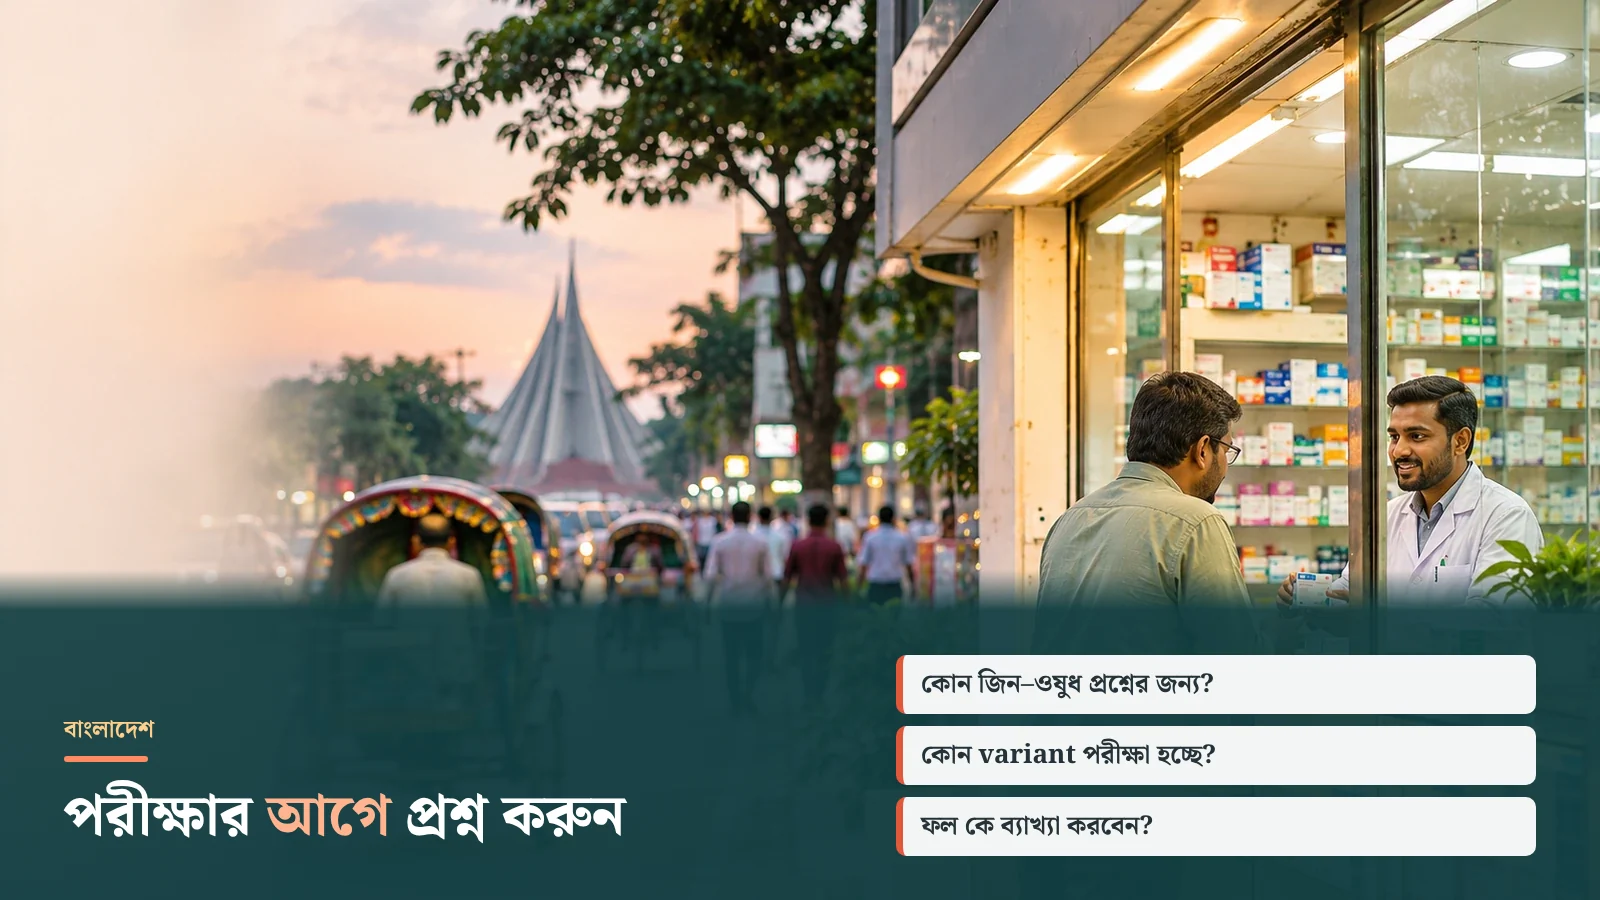 বাংলাদেশ
পরীক্ষার আগে প্রশ্ন করুন
কোন জিন–ওষুধ প্রশ্নের জন্য?
কোন variant পরীক্ষা হচ্ছে?
ফল কে ব্যাখ্যা করবেন?